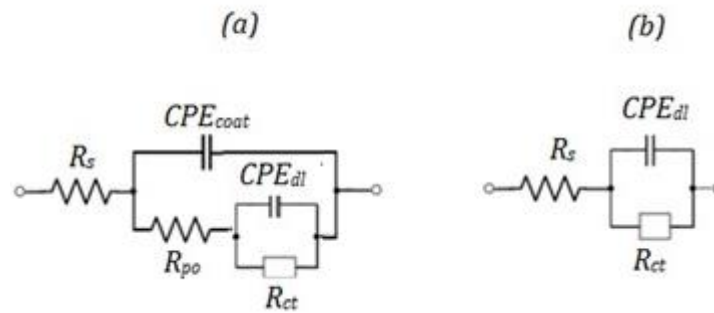 (a)
(b)
CPEcoat
Rs
CPEdl
Rpo
Rct
CPEdl
Rs
Rct